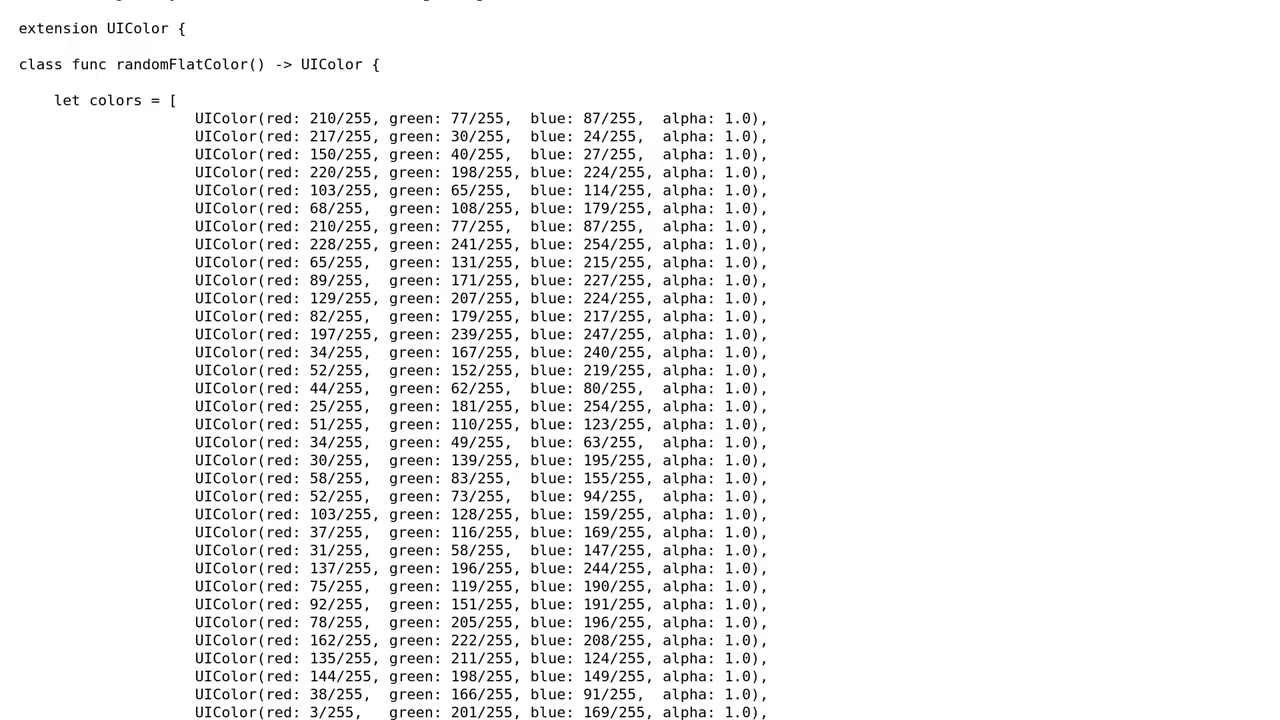 extension UIColor {
class func randomFlatColor() -> UIColor {
let colors = [
UIColor(red: 210/255, green: 77/255,  blue: 87/255,  alpha: 1.0),
UIColor(red: 217/255, green: 30/255,  blue: 24/255,  alpha: 1.0),
UIColor(red: 150/255, green: 40/255,  blue: 27/255,  alpha: 1.0),
UIColor(red: 220/255, green: 198/255, blue: 224/255, alpha: 1.0),
UIColor(red: 103/255, green: 65/255,  blue: 114/255, alpha: 1.0),
UIColor(red: 68/255,  green: 108/255, blue: 179/255, alpha: 1.0),
UIColor(red: 210/255, green: 77/255,  blue: 87/255,  alpha: 1.0),
UIColor(red: 228/255, green: 241/255, blue: 254/255, alpha: 1.0),
UIColor(red: 65/255,  green: 131/255, blue: 215/255, alpha: 1.0),
UIColor(red: 89/255,  green: 171/255, blue: 227/255, alpha: 1.0),
UIColor(red: 129/255, green: 207/255, blue: 224/255, alpha: 1.0),
UIColor(red: 82/255,  green: 179/255, blue: 217/255, alpha: 1.0),
UIColor(red: 197/255, green: 239/255, blue: 247/255, alpha: 1.0),
UIColor(red: 34/255,  green: 167/255, blue: 240/255, alpha: 1.0),
UIColor(red: 52/255,  green: 152/255, blue: 219/255, alpha: 1.0),
UIColor(red: 44/255,  green: 62/255,  blue: 80/255,  alpha: 1.0),
UIColor(red: 25/255,  green: 181/255, blue: 254/255, alpha: 1.0),
UIColor(red: 51/255,  green: 110/255, blue: 123/255, alpha: 1.0),
UIColor(red: 34/255,  green: 49/255,  blue: 63/255,  alpha: 1.0),
UIColor(red: 30/255,  green: 139/255, blue: 195/255, alpha: 1.0),
UIColor(red: 58/255,  green: 83/255,  blue: 155/255, alpha: 1.0),
UIColor(red: 52/255,  green: 73/255,  blue: 94/255,  alpha: 1.0),
UIColor(red: 103/255, green: 128/255, blue: 159/255, alpha: 1.0),
UIColor(red: 37/255,  green: 116/255, blue: 169/255, alpha: 1.0),
UIColor(red: 31/255,  green: 58/255,  blue: 147/255, alpha: 1.0),
UIColor(red: 137/255, green: 196/255, blue: 244/255, alpha: 1.0),
UIColor(red: 75/255,  green: 119/255, blue: 190/255, alpha: 1.0),
UIColor(red: 92/255,  green: 151/255, blue: 191/255, alpha: 1.0),
UIColor(red: 78/255,  green: 205/255, blue: 196/255, alpha: 1.0),
UIColor(red: 162/255, green: 222/255, blue: 208/255, alpha: 1.0),
UIColor(red: 135/255, green: 211/255, blue: 124/255, alpha: 1.0),
UIColor(red: 144/255, green: 198/255, blue: 149/255, alpha: 1.0),
UIColor(red: 38/255,  green: 166/255, blue: 91/255,  alpha: 1.0),
UIColor(red: 3/255,   green: 201/255, blue: 169/255, alpha: 1.0),